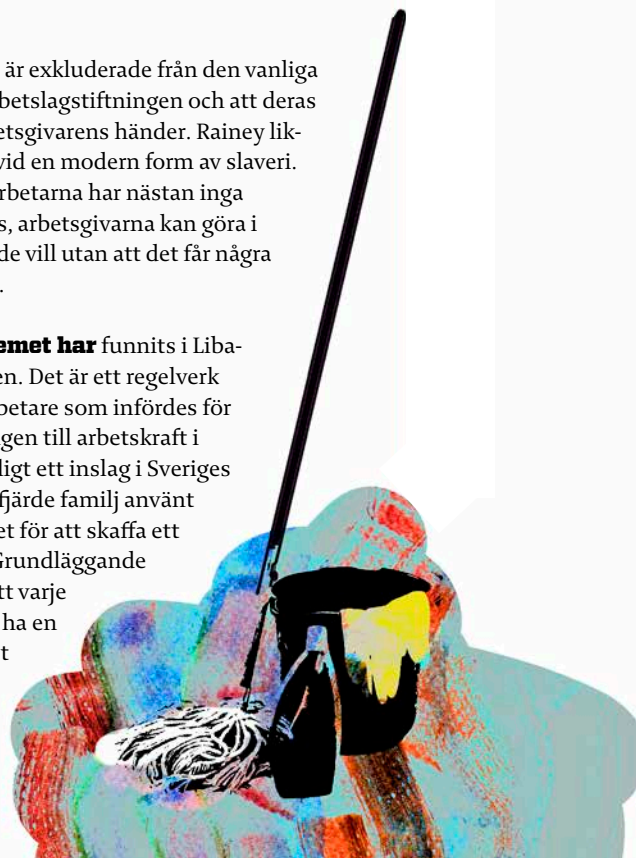 är exkluderade från den vanliga
betslagstiftningen och att deras
etsgivarens händer. Rainey lik-
vid en modern form av slaveri.
rbetarna har nästan inga
s, arbetsgivarna kan göra i
de vill utan att det får några
.
emet har funnits i Liba-
en. Det är ett regelverk
betare som infördes för
gen till arbetskraft i
ligt ett inslag i Sveriges
fjärde familj använt
et för att skaffa ett
Grundläggande
tt varje
ha en
t